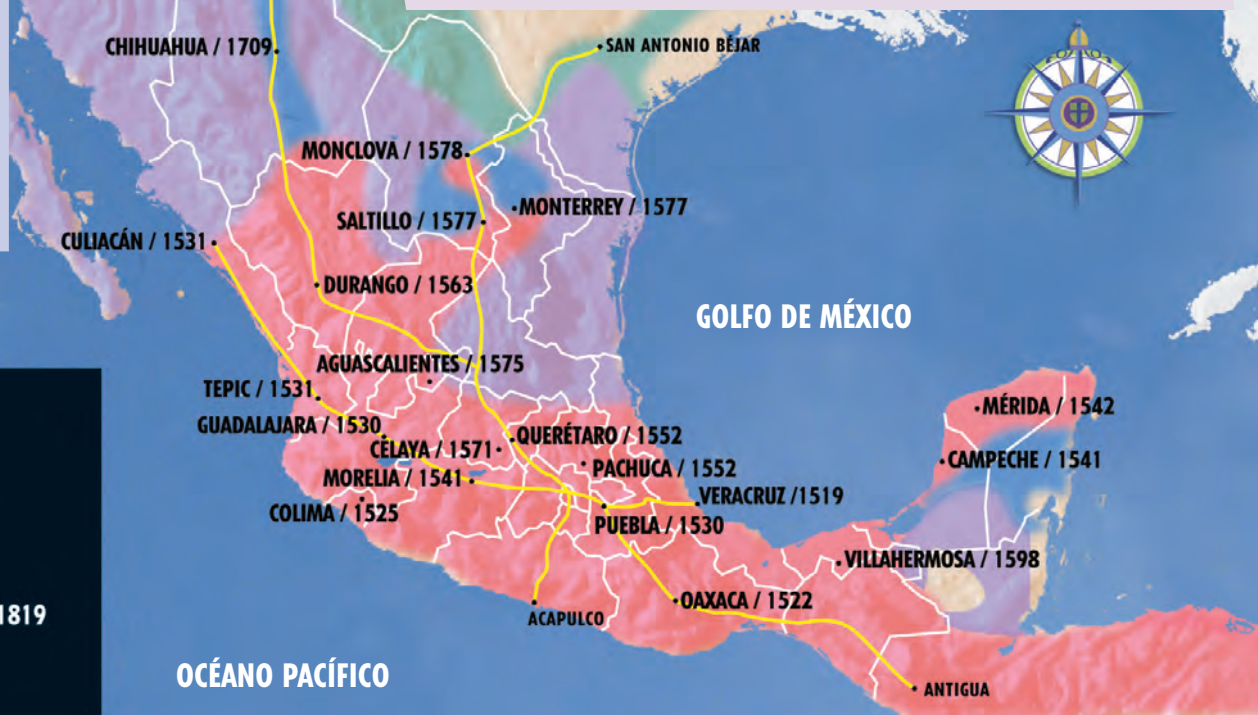 CHIHUAHUA / 1709
SAN ANTONIO BÉJAR
MONCLOVA / 1578
MONTERREY / 1577
SALTILLO / 1577
CULIACÁN / 1531
DURANGO / 1563
GOLFO DE MÉXICO
AGUASCALIENTES / 1575
TEPIC / 1531
MÉRIDA / 1542
GUADALAJARA / 1530
QUERÉTARO / 1552
CELAYA / 1571
CAMPECHE / 1541
PACHUCA / 1552
MORELIA / 1541
VERACRUZ /1519
COLIMA / 1525
PUEBLA / 1530
VILLAHERMOSA / 1598
OAXACA / 1522
1819
ACAPULCO
OCÉANO PACÍFICO
ANTIGUA